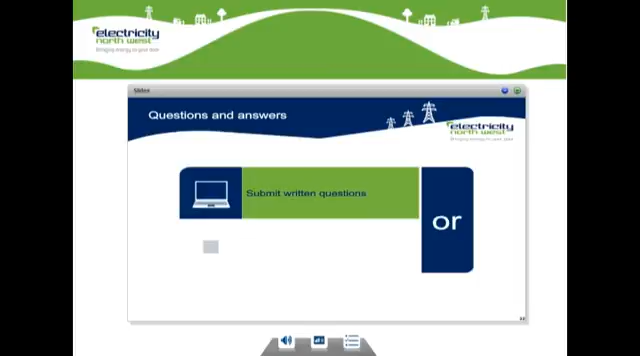 electricity
north west
Bringing energy to your door
Slides
Questions and answers
electricity
north west
Bringing energy to your door
Submit written questions
or